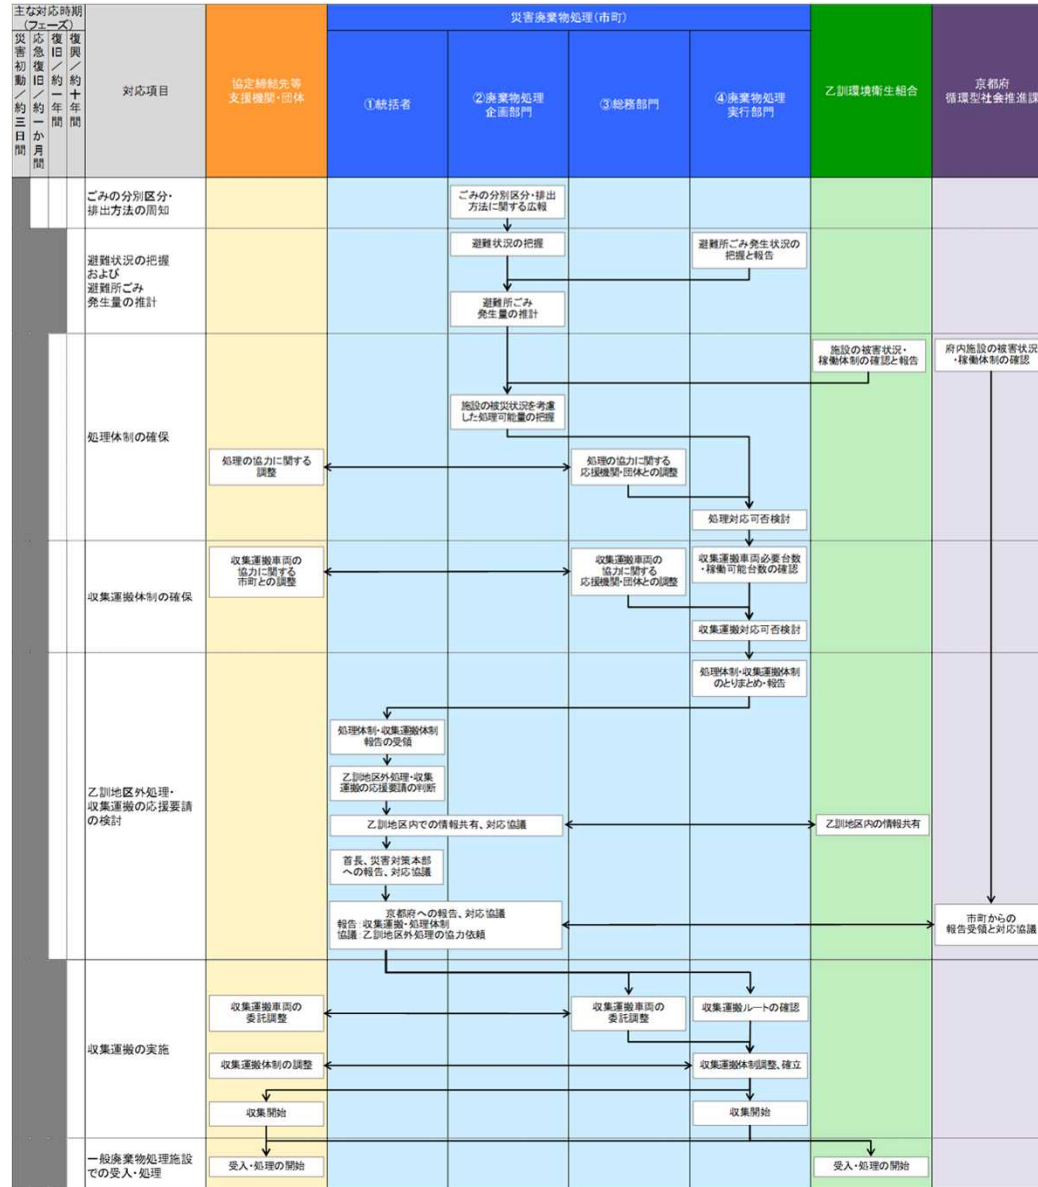 主な対応時期
(フェーズ)
災害初動／約三日間
応急復旧／約一か月間
復旧／約一年間
復興／約十年間
対応項目
協定締結先等
支援機関・団体
災害廃棄物処理(市町)
①統括者
②廃棄物処理
企画部門
③総務部門
④廃棄物処理
実行部門
乙訓環境衛生組合
京都府
循環型社会推進課
ごみの分別区分・
排出方法の周知
ごみの分別区分・排出
方法に関する広報
避難状況の把握
および
避難所ごみ
発生量の推計
避難状況の把握
避難所ごみ発生状況の
把握と報告
避難所ごみ
発生量の推計
処理体制の確保
施設の被害状況・
稼働体制の確認と報告
府内施設の被害状況
・稼働体制の確認
施設の被災状況を考慮
した処理可能量の把握
処理の協力に関する
調整
処理の協力に関する
応援機関・団体との調整
処理対応可否検討
収集運搬体制の確保
収集運搬車両の
協力に関する
市町との調整
収集運搬車両の
協力に関する
応援機関・団体との調整
収集運搬車両必要台数
・稼働可能台数の確認
収集運搬対応可否検討
乙訓地区外処理・
収集運搬の応援要請
の検討
処理体制・収集運搬体制
のとりまとめ・報告
処理体制・収集運搬体制
報告の受領
乙訓地区外処理・収集
運搬の応援要請の判断
乙訓地区内での情報共有、対応協議
乙訓地区内の情報共有
首長、災害対策本部
への報告、対応協議
京都府への報告、対応協議
報告：収集運搬・処理体制
協議：乙訓地区外処理の協力依頼
市町からの
報告受領と対応協議
収集運搬の実施
収集運搬車両の
委託調整
収集運搬車両の
委託調整
収集運搬ルートの確認
収集運搬体制の調整
収集運搬体制調整、確立
収集開始
収集開始
一般廃棄物処理施設
での受入・処理
受入・処理の開始
受入・処理の開始